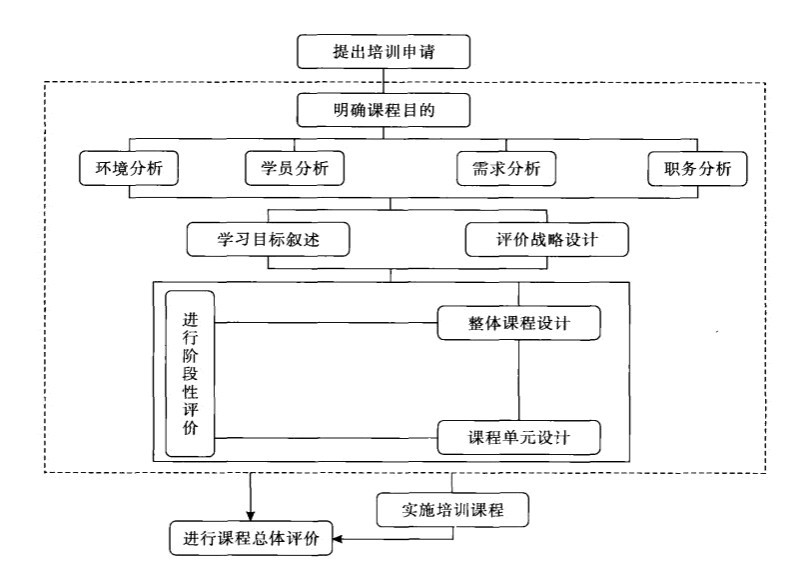 提出培训申请
明确课程目的
环境分析
学员分析
需求分析
职务分析
学习目标叙述
评价战略设计
进行阶段性评价
整体课程设计
课程单元设计
实施培训课程
进行课程总体评价